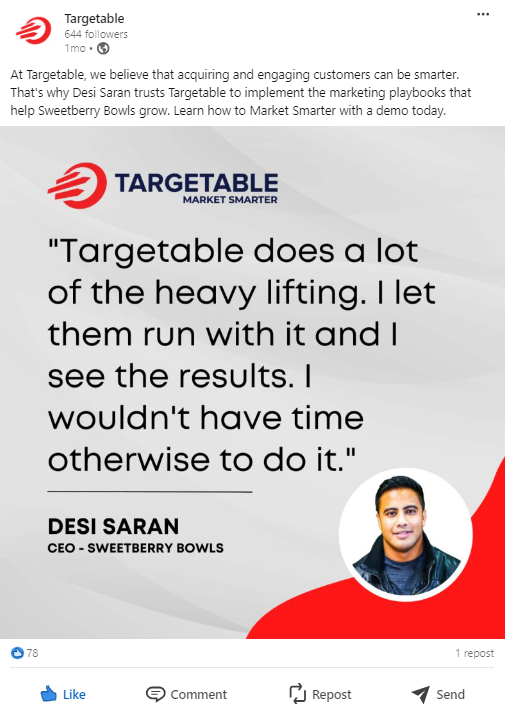 Targetable
644 followers
1mo •
At Targetable, we believe that acquiring and engaging customers can be smarter.
That's why Desi Saran trusts Targetable to implement the marketing playbooks that
help Sweetberry Bowls grow. Learn how to Market Smarter with a demo today.
TARGETABLE
MARKET SMARTER
"Targetable does a lot
of the heavy lifting. I let
them run with it and I
see the results. I
wouldn't have time
otherwise to do it."
DESI SARAN
CEO - SWEETBERRY BOWLS
78
1 repost
Like
Comment
Repost
Send